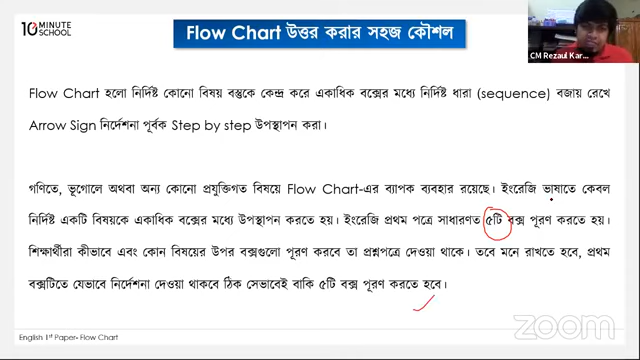 10 MINUTE SCHOOL
Flow Chart উত্তর করার সহজ কৌশল
CM Rezaul Kar...
Flow Chart হলো নির্দিষ্ট কোনো বিষয় বস্তুকে কেন্দ্র করে একাধিক বক্সের মধ্যে নির্দিষ্ট ধারা (sequence) বজায় রেখে
Arrow Sign নির্দেশনা পূর্বক Step by step উপস্থাপন করা।
গণিতে, ভূগোলে অথবা অন্য কোনো প্রযুক্তিগত বিষয়ে Flow Chart-এর ব্যাপক ব্যবহার রয়েছে। ইংরেজি ভাষাতে কেবল
নির্দিষ্ট একটি বিষয়কে একাধিক বক্সের মধ্যে উপস্থাপন করতে হয়। ইংরেজি প্রথম পত্রে সাধারণত ৫টি বক্স পূরণ করতে হয়।
শিক্ষার্থীরা কীভাবে এবং কোন বিষয়ের উপর বক্সগুলো পূরণ করবে তা প্রশ্নপত্রে দেওয়া থাকে। তবে মনে রাখতে হবে, প্রথম
বক্সটিতে যেভাবে নির্দেশনা দেওয়া থাকবে ঠিক সেভাবেই বাকি ৫টি বক্স পূরণ করতে হবে।
English 1st Paper- Flow Chart
zoom